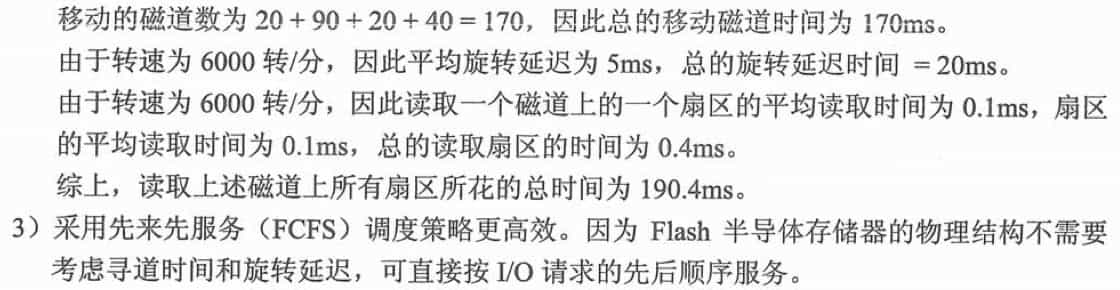 移动的磁道数为 20 + 90 + 20 + 40 = 170，因此总的移动磁道时间为 170ms。
由于转速为 6000 转/分，因此平均旋转延迟为 5ms，总的旋转延迟时间 = 20ms。
由于转速为 6000 转/分，因此读取一个磁道上的一个扇区的平均读取时间为 0.1ms，扇区
的平均读取时间为 0.1ms，总的读取扇区的时间为 0.4ms。
综上，读取上述磁道上所有扇区所花的总时间为 190.4ms。
3）采用先来先服务（FCFS）调度策略更高效。因为 Flash 半导体存储器的物理结构不需要
考虑寻道时间和旋转延迟，可直接按 I/O 请求的先后顺序服务。